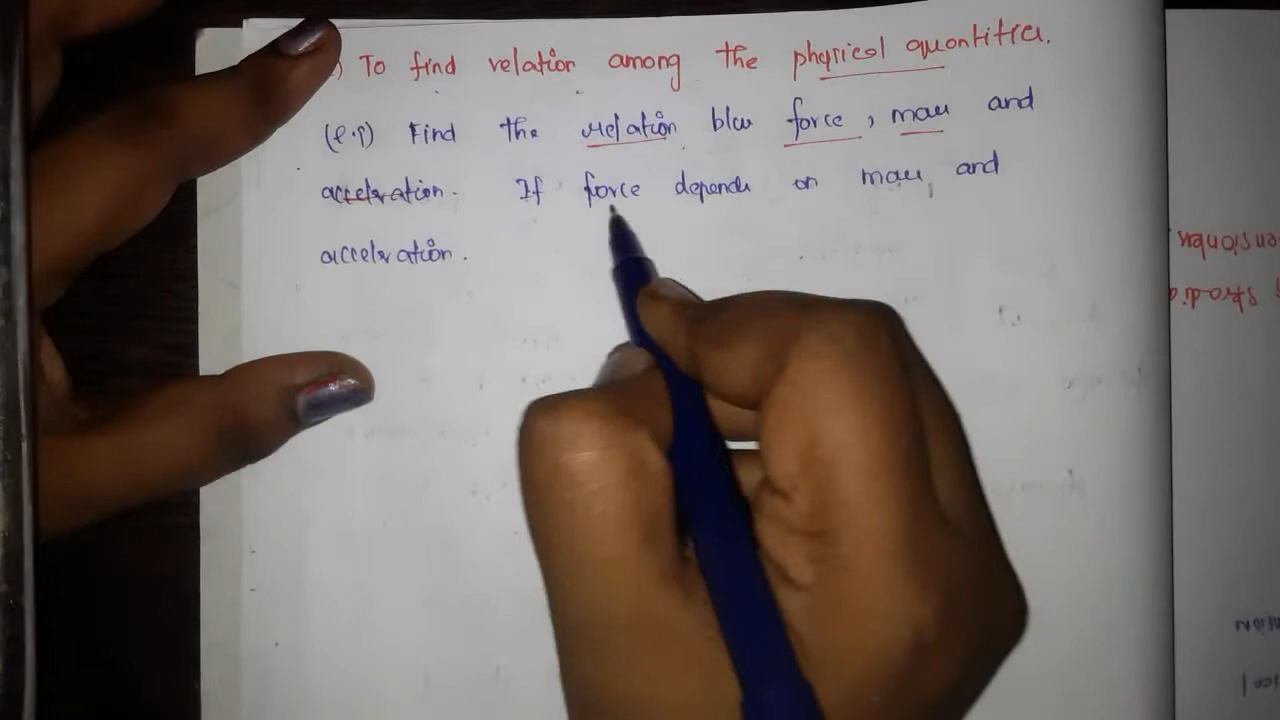 ) To find relation among the physical quantities.
(e.g) Find the relation b/w force, mass and
acceleration. If force depends on mass, and
acceleration.